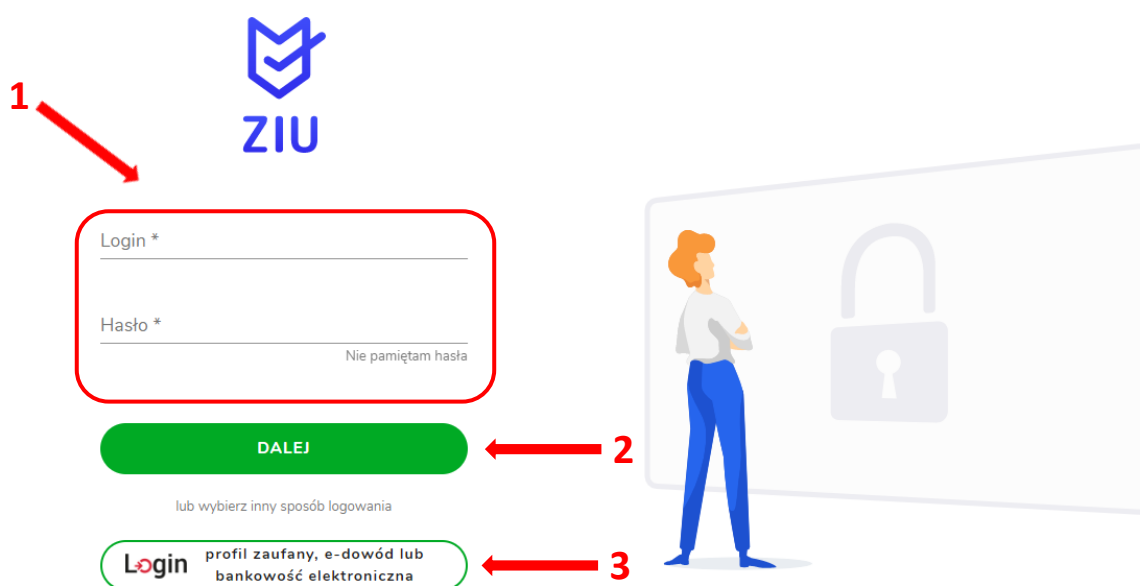 1
ZIU
Login *
Hasło *
Nie pamiętam hasła
DALEJ
2
lub wybierz inny sposób logowania
Login
profil zaufany, e-dowód lub
bankowość elektroniczna
3